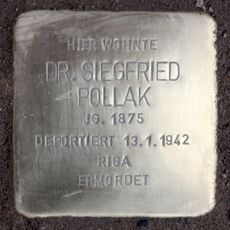 HIER WOHNTE
DR. SIEGFRIED
POLLAK
JG. 1875
DEPORTIERT 13.1.1942
RIGA
ERMORDET